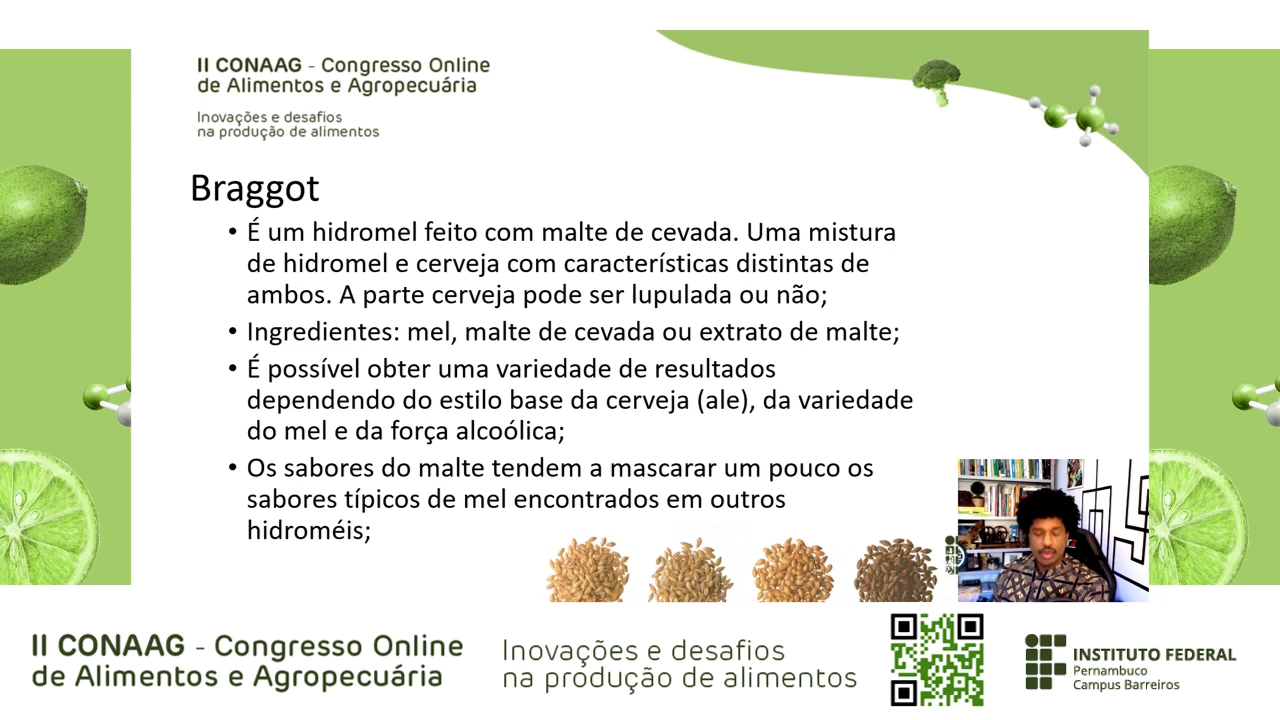 II CONAAG - Congresso Online
de Alimentos e Agropecuária
Inovações e desafios
na produção de alimentos
Braggot
• É um hidromel feito com malte de cevada. Uma mistura
de hidromel e cerveja com características distintas de
ambos. A parte cerveja pode ser lupulada ou não;
• Ingredientes: mel, malte de cevada ou extrato de malte;
• É possível obter uma variedade de resultados
dependendo do estilo base da cerveja (ale), da variedade
do mel e da força alcoólica;
• Os sabores do malte tendem a mascarar um pouco os
sabores típicos de mel encontrados em outros
hidroméis;
II CONAAG - Congresso Online
de Alimentos e Agropecuária
Inovações e desafios
na produção de alimentos
INSTITUTO FEDERAL
Pernambuco
Campus Barreiros